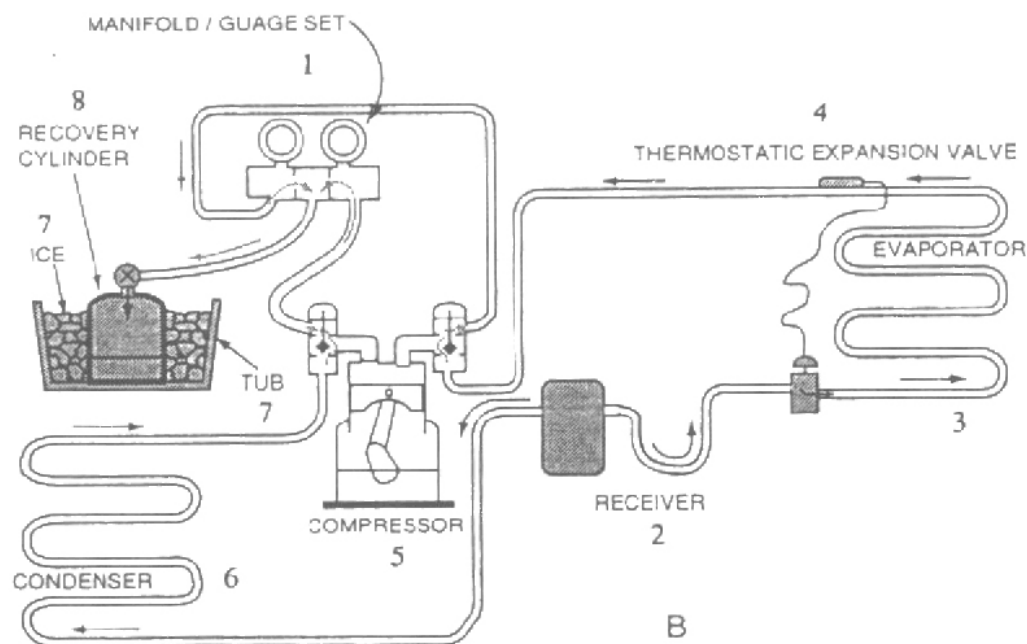 MANIFOLD / GUAGE SET
1
8
RECOVERY
CYLINDER
4
THERMOSTATIC EXPANSION VALVE
7
ICE
EVAPORATOR
TUB
7
3
RECEIVER
2
COMPRESSOR
5
CONDENSER
6
B